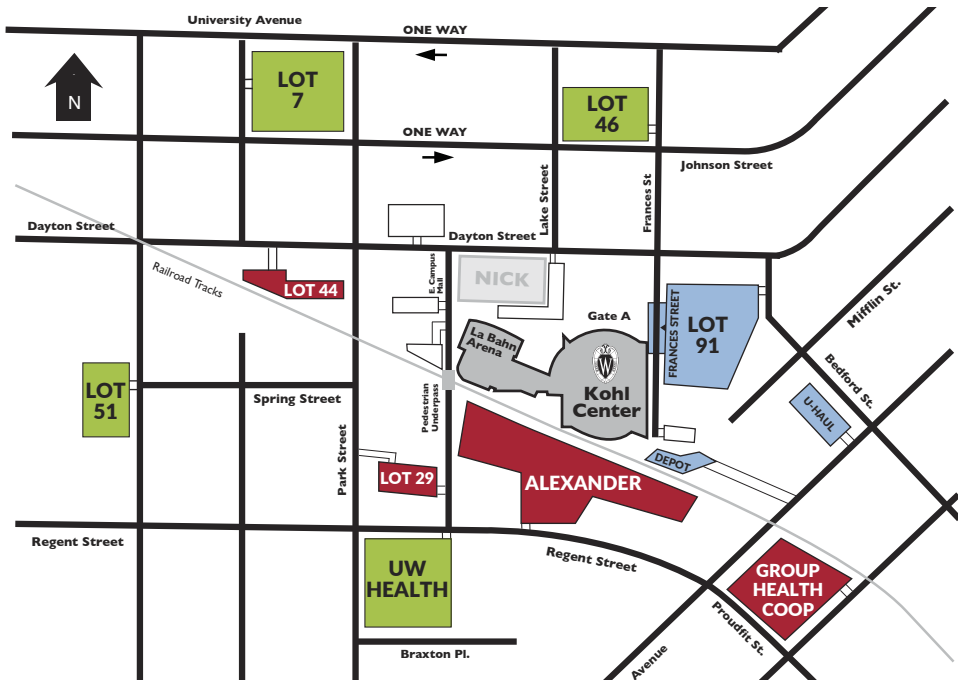 University Avenue
ONE WAY
N
LOT
7
LOT
46
ONE WAY
Johnson Street
Lake Street
Frances St
Dayton Street
Dayton Street
Railroad Tracks
E. Campus
Mall
NICK
LOT 44
Gate A
FRANCES STREET
LOT
91
Mifflin St.
La Bahn
Arena
W
Kohl
Center
Bedford St.
LOT
51
Spring Street
Pedestrian
Underpass
U-HAUL
Park Street
LOT 29
ALEXANDER
DEPOT
Regent Street
Regent Street
UW
HEALTH
GROUP
HEALTH
COOP
Proudfit St.
Braxton Pl.
Avenue